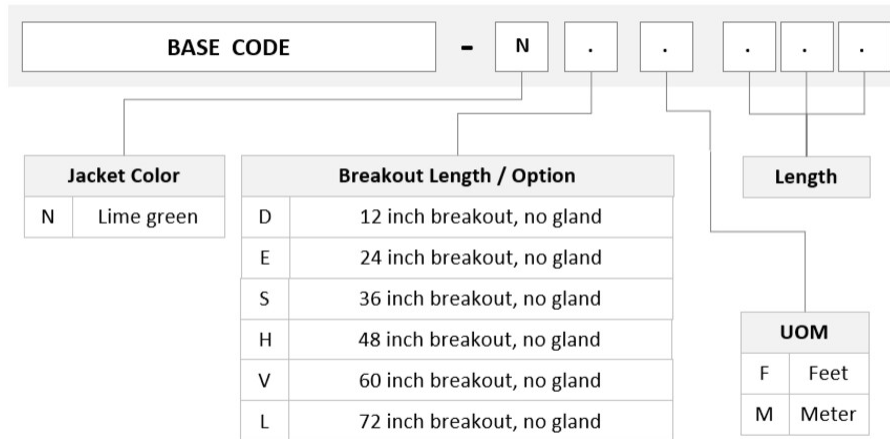 BASE CODE - N . . . . .
Jacket Color
N Lime green
Breakout Length / Option
D 12 inch breakout, no gland
E 24 inch breakout, no gland
S 36 inch breakout, no gland
H 48 inch breakout, no gland
V 60 inch breakout, no gland
L 72 inch breakout, no gland
Length
UOM
F Feet
M Meter